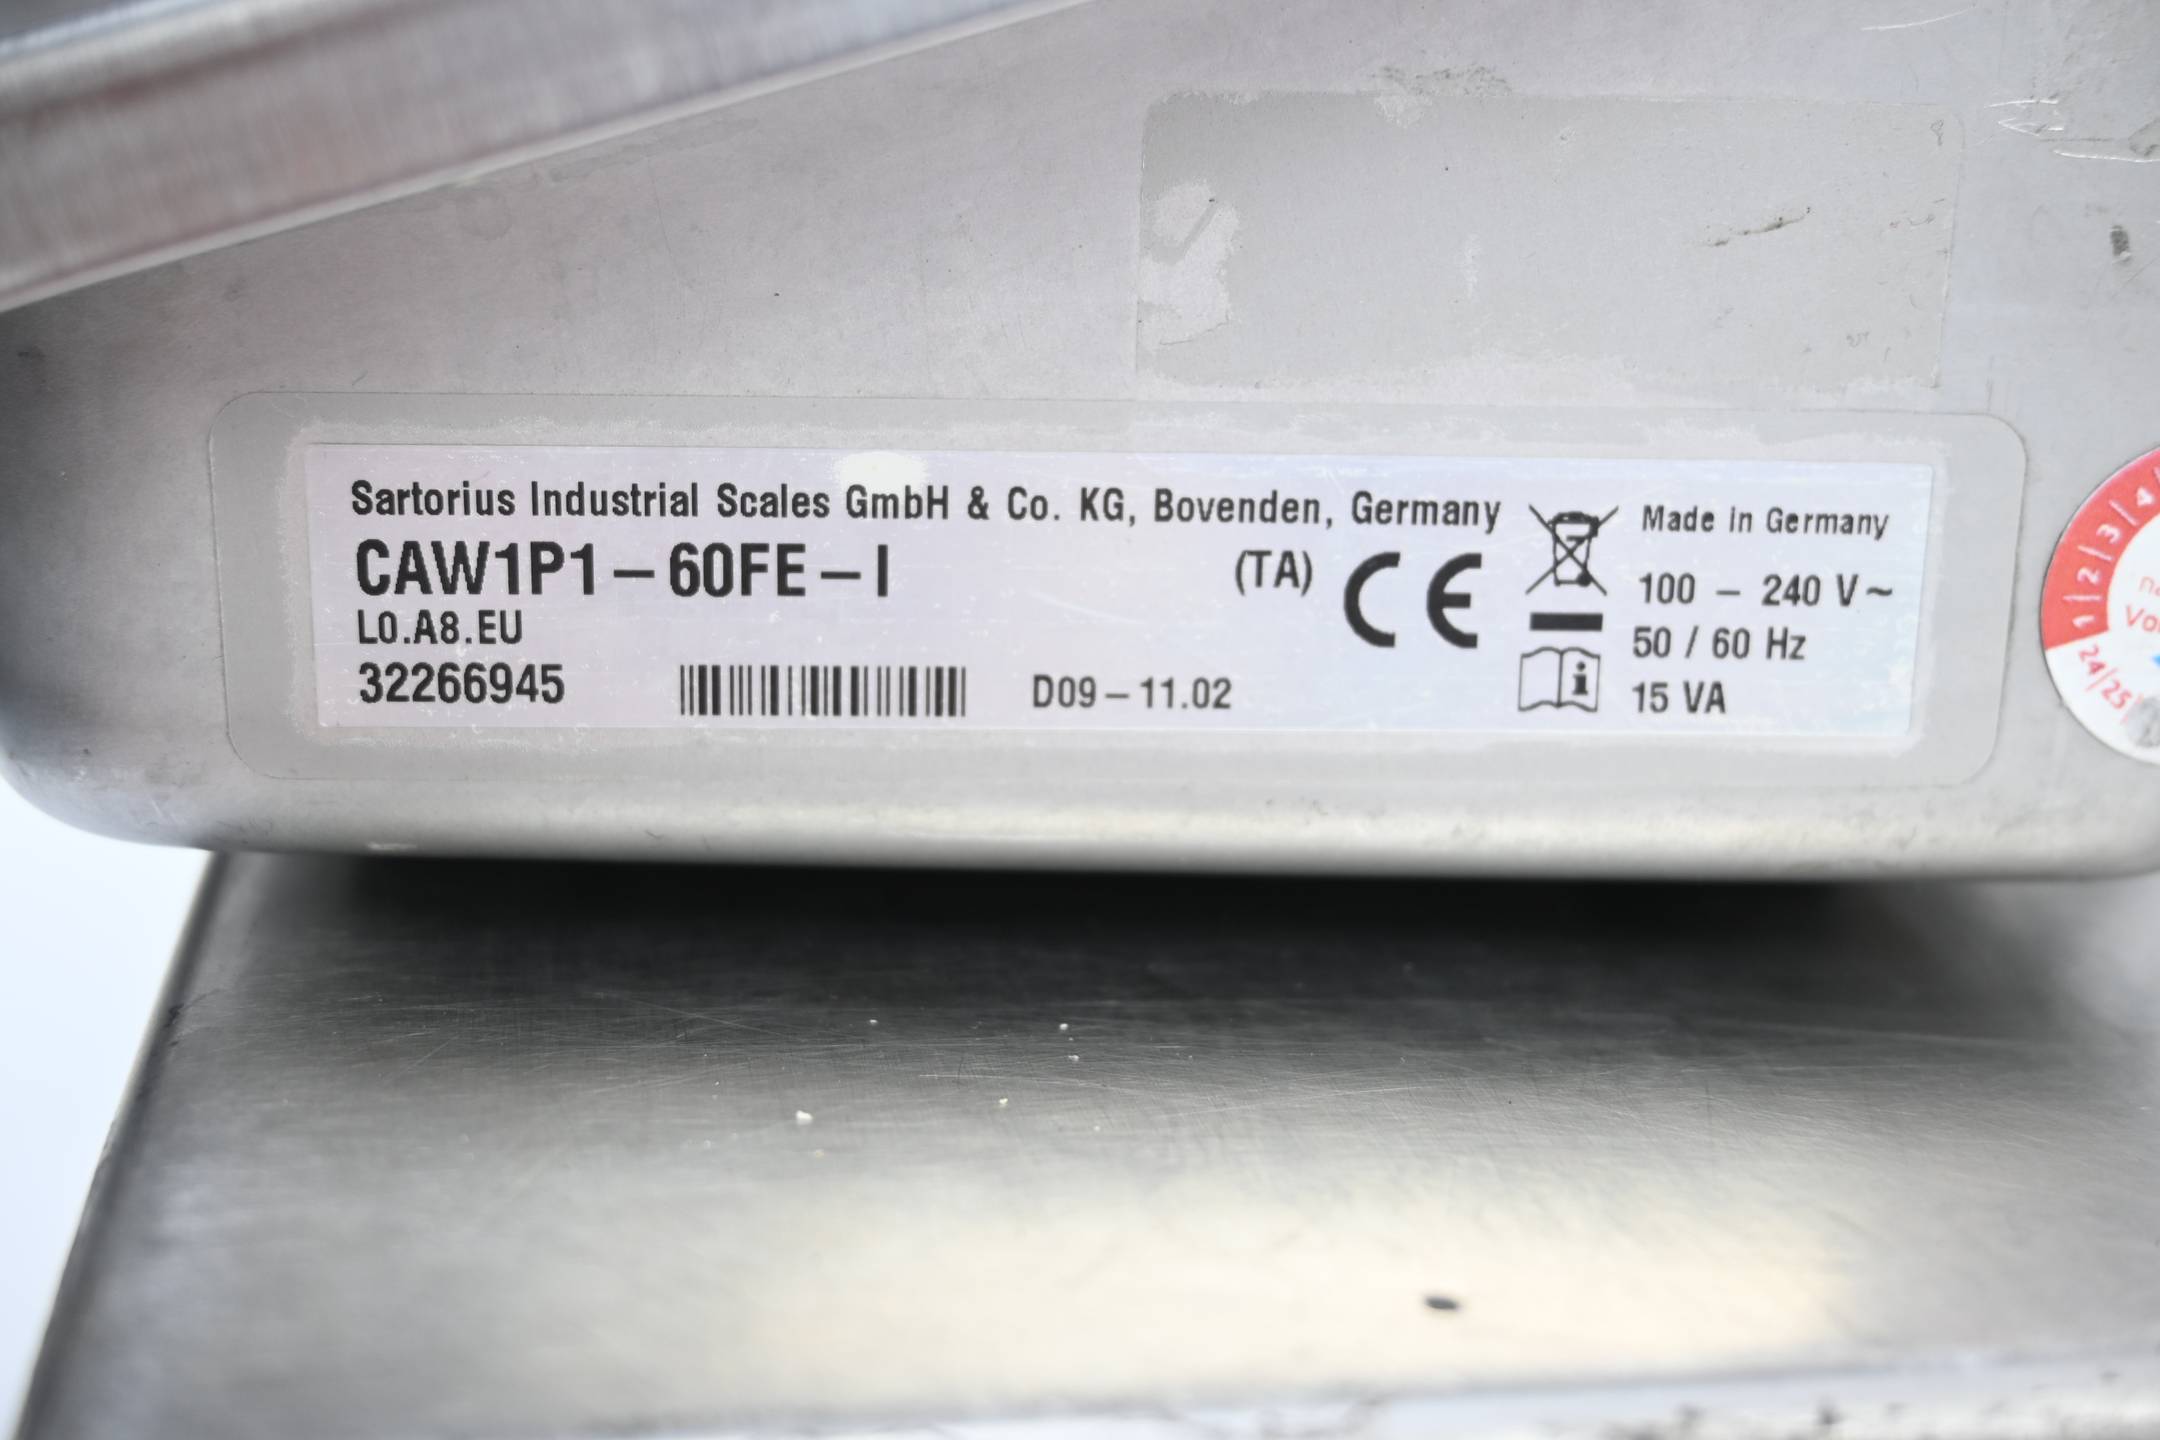 Sartorius Industrial Scales GmbH & Co. KG, Bovenden, Germany
CAW1P1 – 60FE – I
L0.A8.EU
32266945
D09 – 11.02
(TA)
CE
Made in Germany
100 – 240 V~
50 / 60 Hz
15 VA
1 / 2 / 3 / 4
24/25